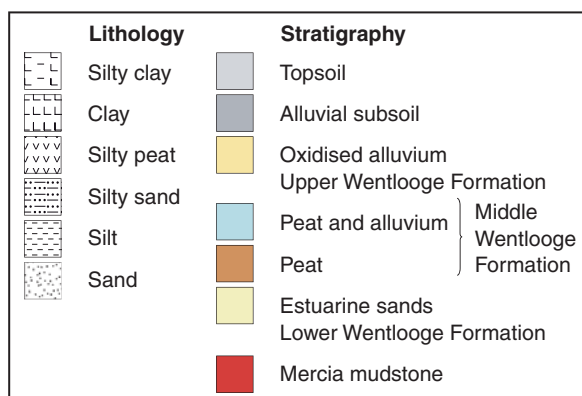 Lithology
Silty clay
Clay
Silty peat
Silty sand
Silt
Sand
Stratigraphy
Topsoil
Alluvial subsoil
Oxidised alluvium
Upper Wentlooge Formation
Peat and alluvium
Peat
Middle
Wentlooge
Formation
Estuarine sands
Lower Wentlooge Formation
Mercia mudstone